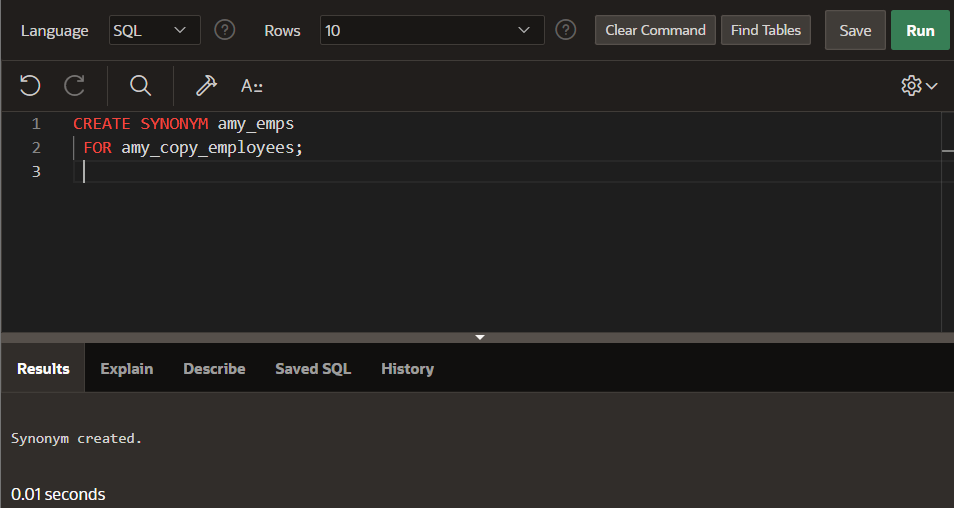 Language SQL Rows 10 Clear Command Find Tables Save Run
A::
1 CREATE SYNONYM amy_emps
2 FOR amy_copy_employees;
3
Results Explain Describe Saved SQL History
Synonym created.
0.01 seconds